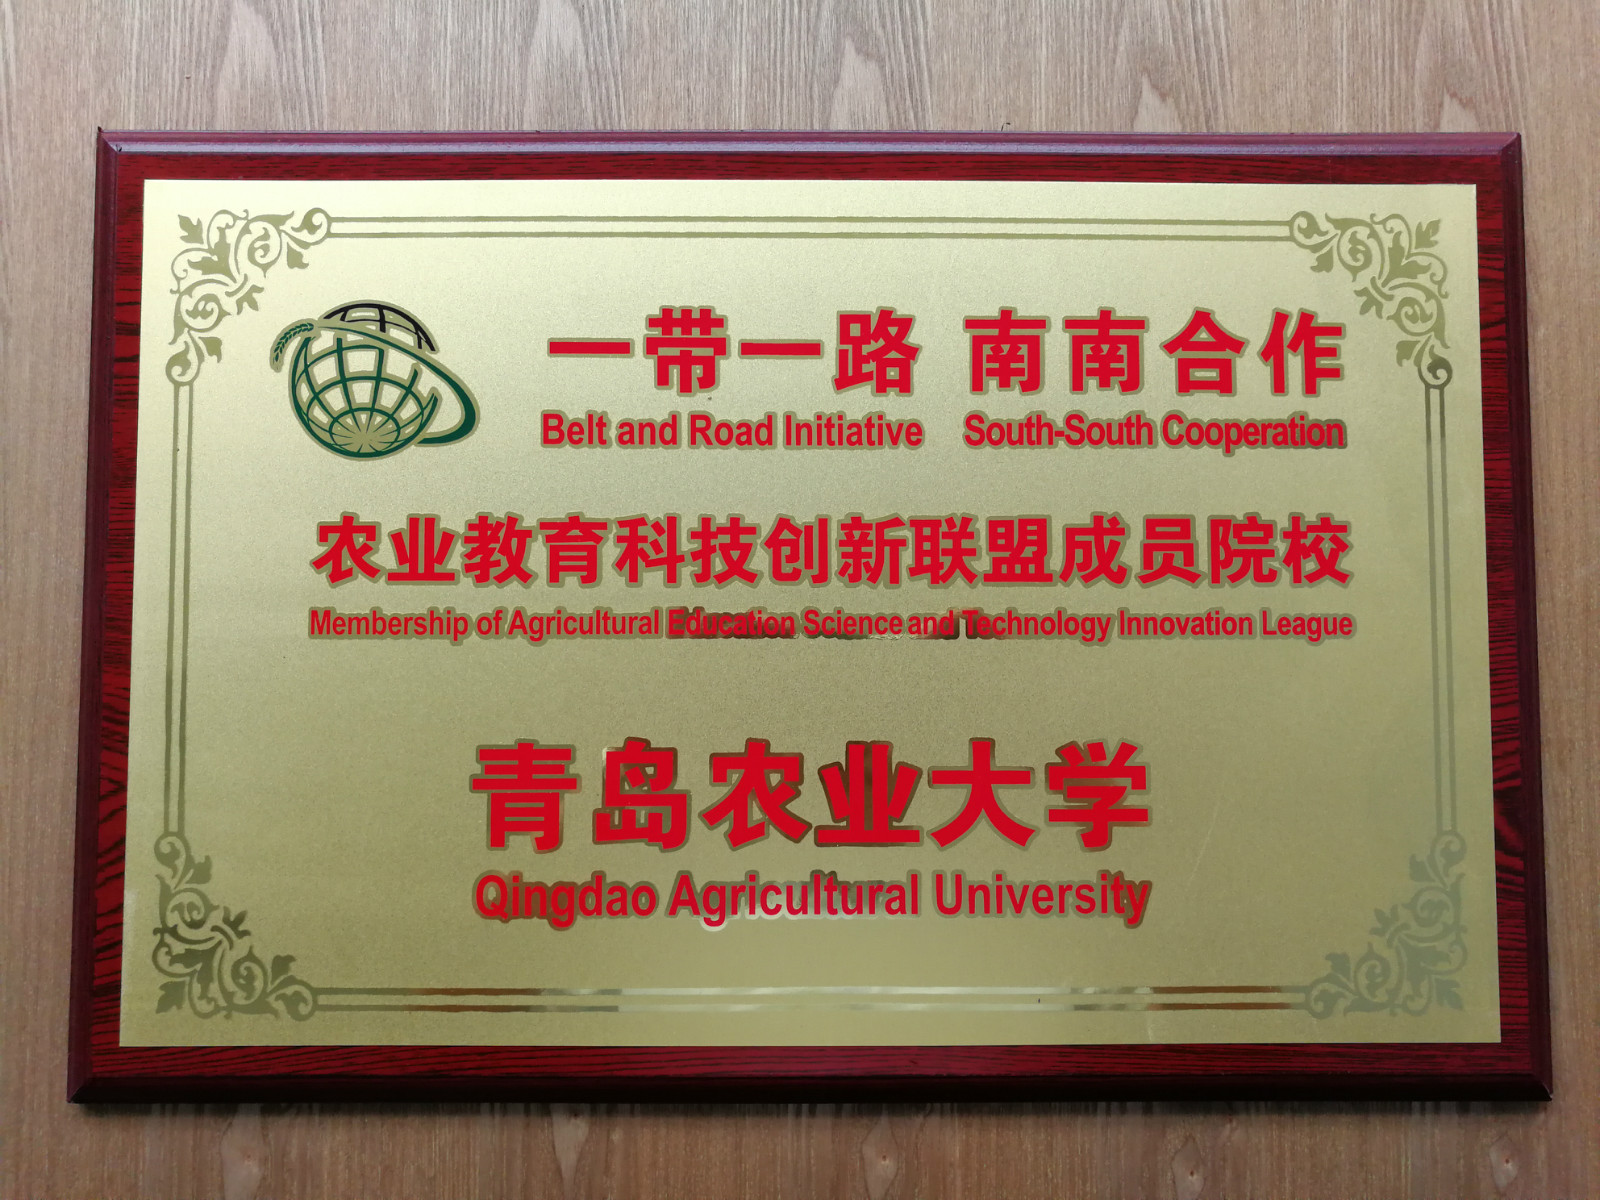 一带一路 南南合作
Belt and Road Initiative South-South Cooperation
农业教育科技创新联盟成员院校
Membership of Agricultural Education Science and Technology Innovation League
青岛农业大学
Qingdao Agricultural University